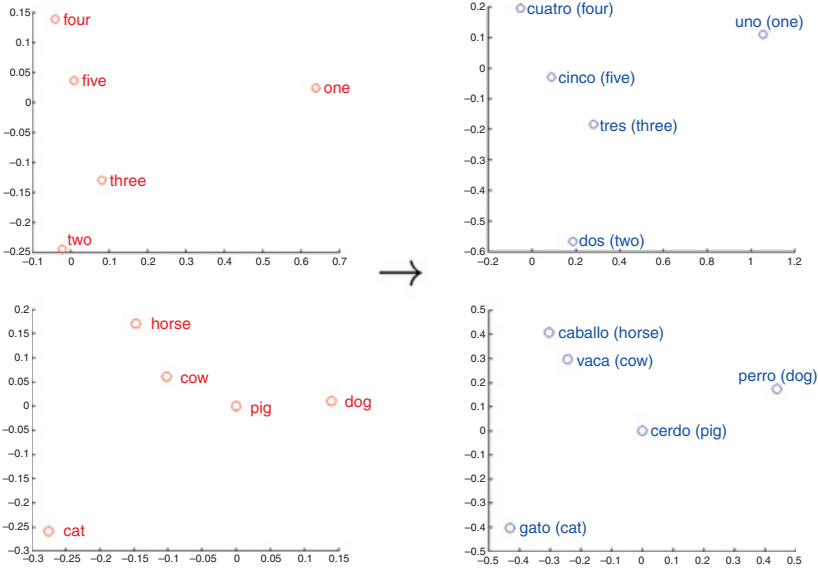 0.15
four
0.1
0.05
five
one
0
−0.05
−0.1
three
−0.15
−0.2
two
−0.25
−0.1 0 0.1 0.2 0.3 0.4 0.5 0.6 0.7
0.2
cuatro (four)
uno (one)
0.1
0
cinco (five)
−0.1
tres (three)
−0.2
−0.3
−0.4
−0.5
dos (two)
−0.6
−0.2 0 0.2 0.4 0.6 0.8 1 1.2
0.2
horse
0.15
0.1
cow
0.05
0
pig
dog
−0.05
−0.1
−0.15
−0.2
−0.25
cat
−0.3
−0.3 −0.25 −0.2 −0.15 −0.1 −0.05 0 0.05 0.1 0.15
0.5
0.4
caballo (horse)
0.3
vaca (cow)
perro (dog)
0.2
0.1
0
cerdo (pig)
−0.1
−0.2
−0.3
−0.4
gato (cat)
−0.5
−0.5 −0.4 −0.3 −0.2 −0.1 0 0.1 0.2 0.3 0.4 0.5